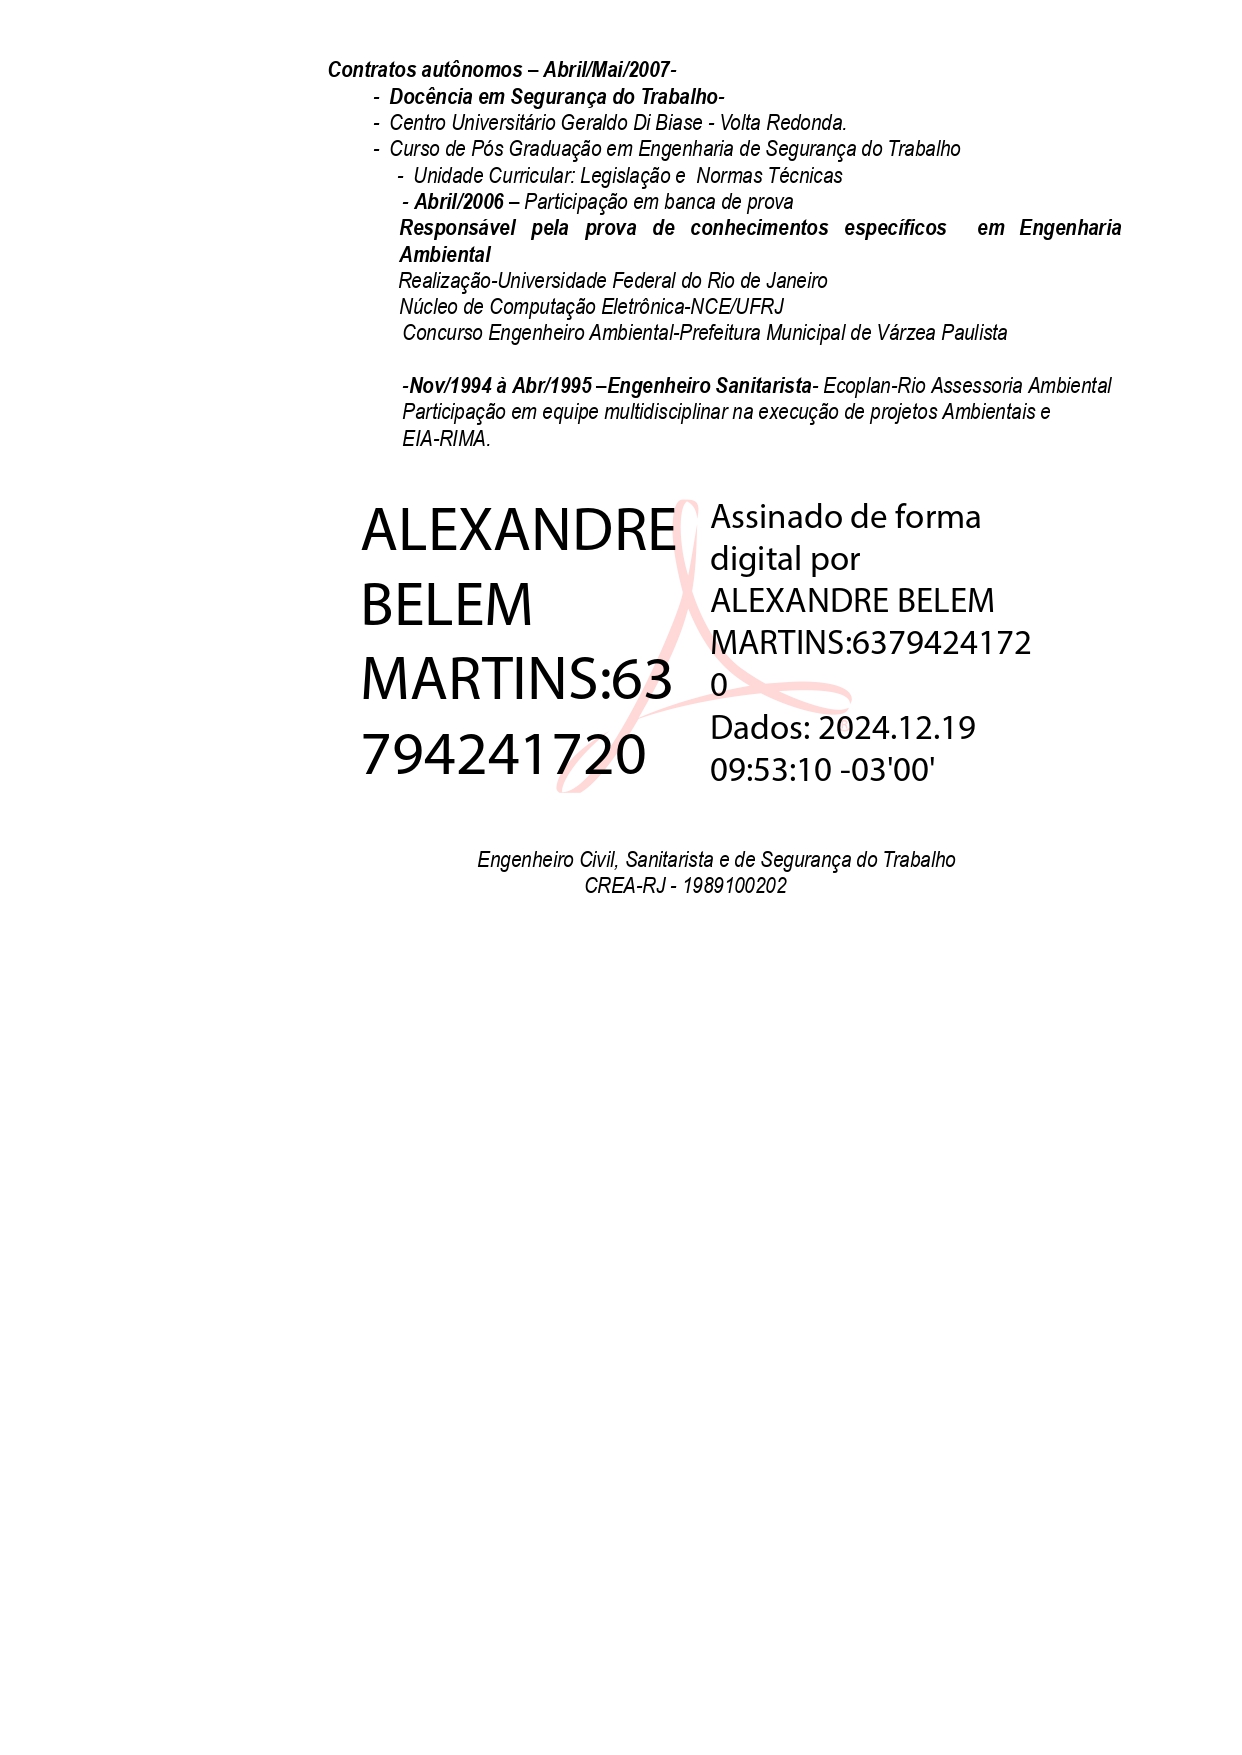 Contratos autônomos – Abril/Mai/2007-
- Docência em Segurança do Trabalho-
- Centro Universitário Geraldo Di Biase - Volta Redonda.
- Curso de Pós Graduação em Engenharia de Segurança do Trabalho
- Unidade Curricular: Legislação e Normas Técnicas
- Abril/2006 – Participação em banca de prova
Responsável pela prova de conhecimentos específicos em Engenharia
Ambiental
Realização-Universidade Federal do Rio de Janeiro
Núcleo de Computação Eletrônica-NCE/UFRJ
Concurso Engenheiro Ambiental-Prefeitura Municipal de Várzea Paulista
-Nov/1994 à Abr/1995 –Engenheiro Sanitarista- Ecoplan-Rio Assessoria Ambiental
Participação em equipe multidisciplinar na execução de projetos Ambientais e
EIA-RIMA.
ALEXANDRE
BELEM
MARTINS:63
794241720
Assinado de forma
digital por
ALEXANDRE BELEM
MARTINS:6379424172
0
Dados: 2024.12.19
09:53:10 -03'00'
Engenheiro Civil, Sanitarista e de Segurança do Trabalho
CREA-RJ - 1989100202